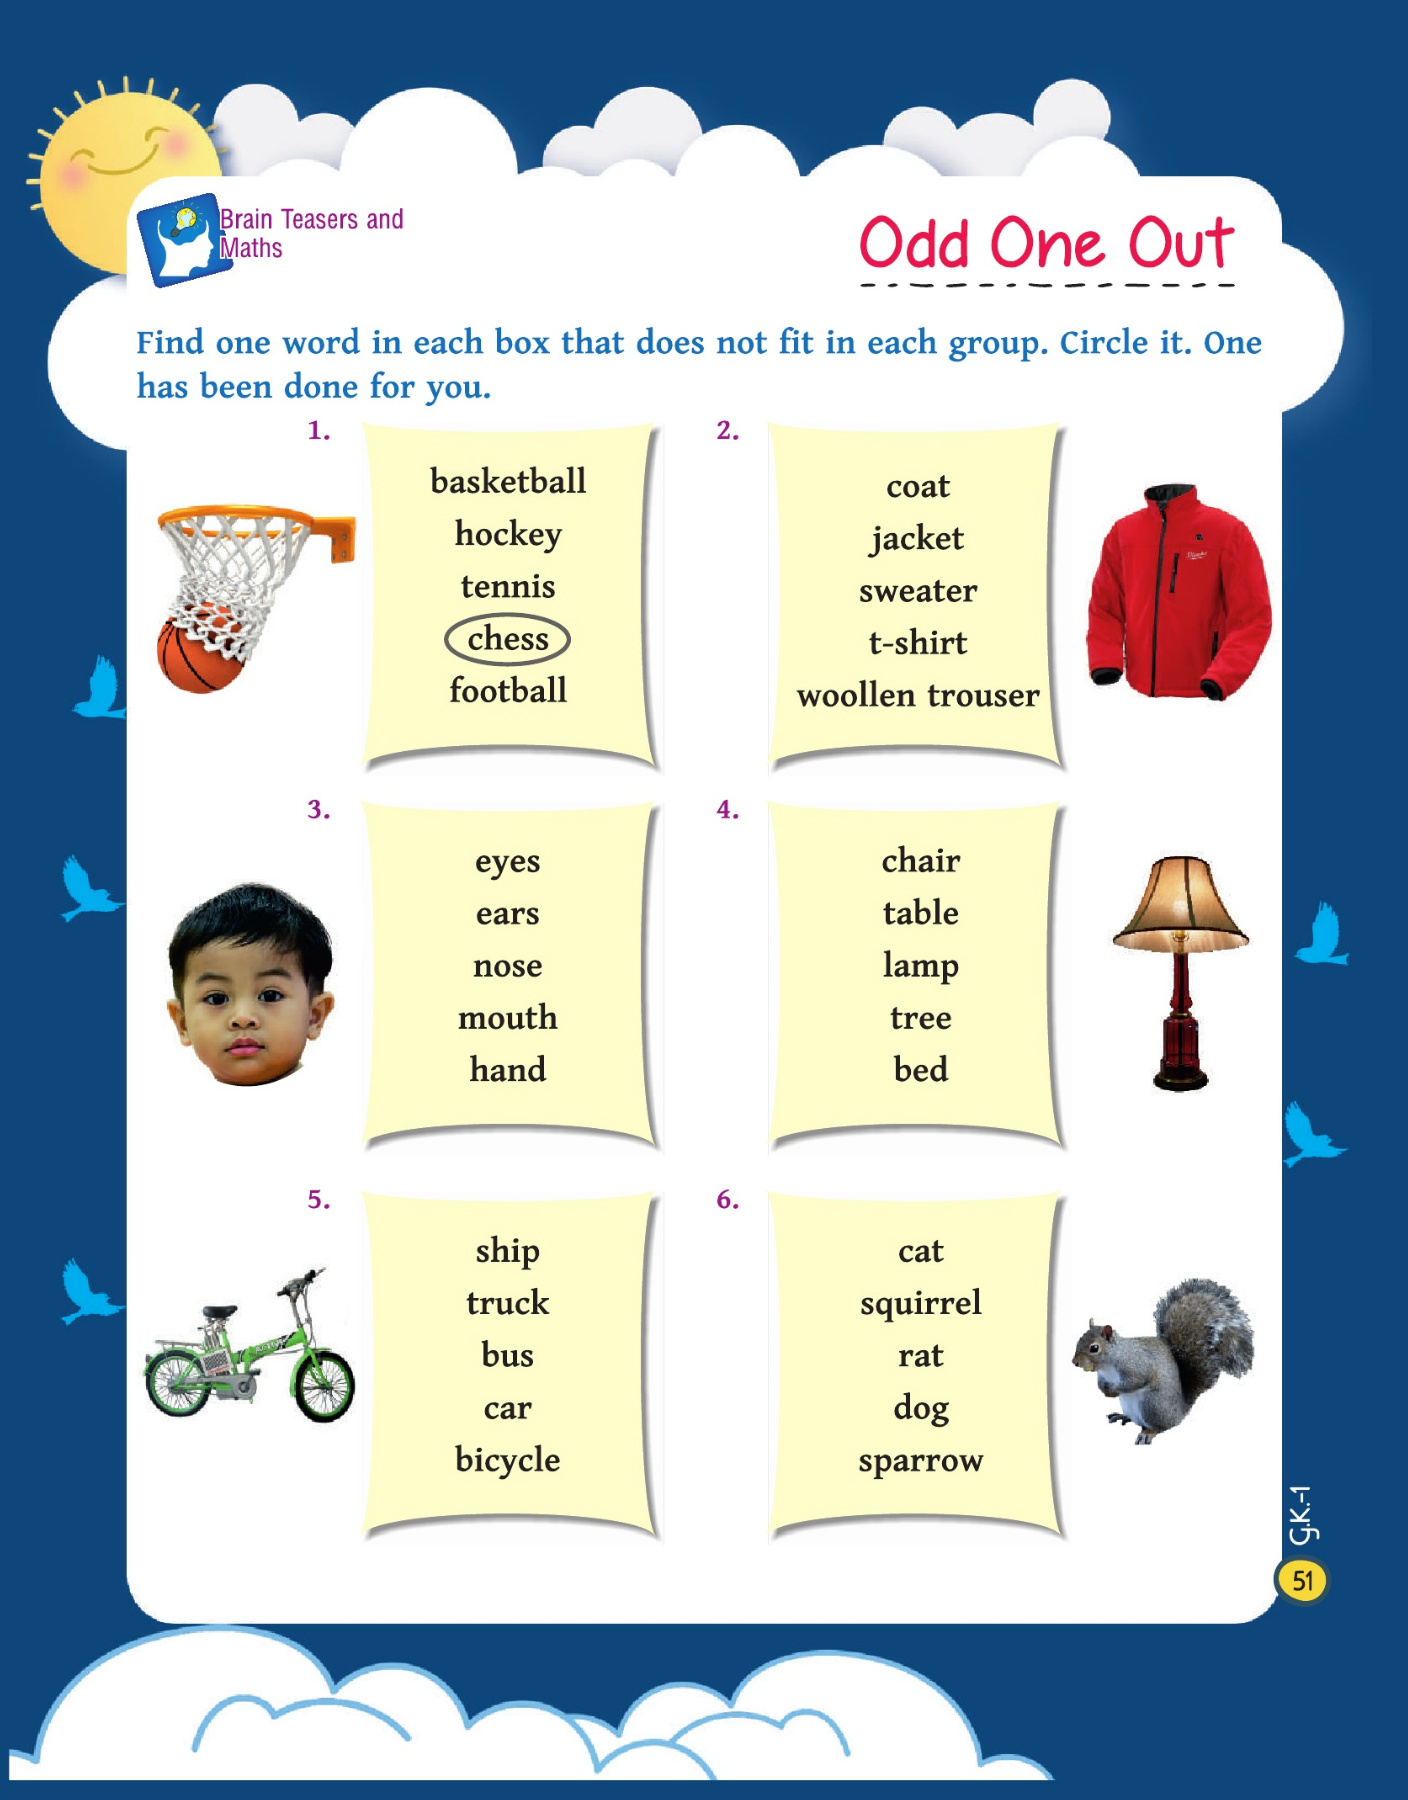 Brain Teasers and
Maths
Odd One Out
Find one word in each box that does not fit in each group. Circle it. One
has been done for you.
1.
basketball
hockey
tennis
chess
football
2.
coat
jacket
sweater
t-shirt
woollen trouser
3.
eyes
ears
nose
mouth
hand
4.
chair
table
lamp
tree
bed
5.
ship
truck
bus
car
bicycle
6.
cat
squirrel
rat
dog
sparrow
G.K.-1
51